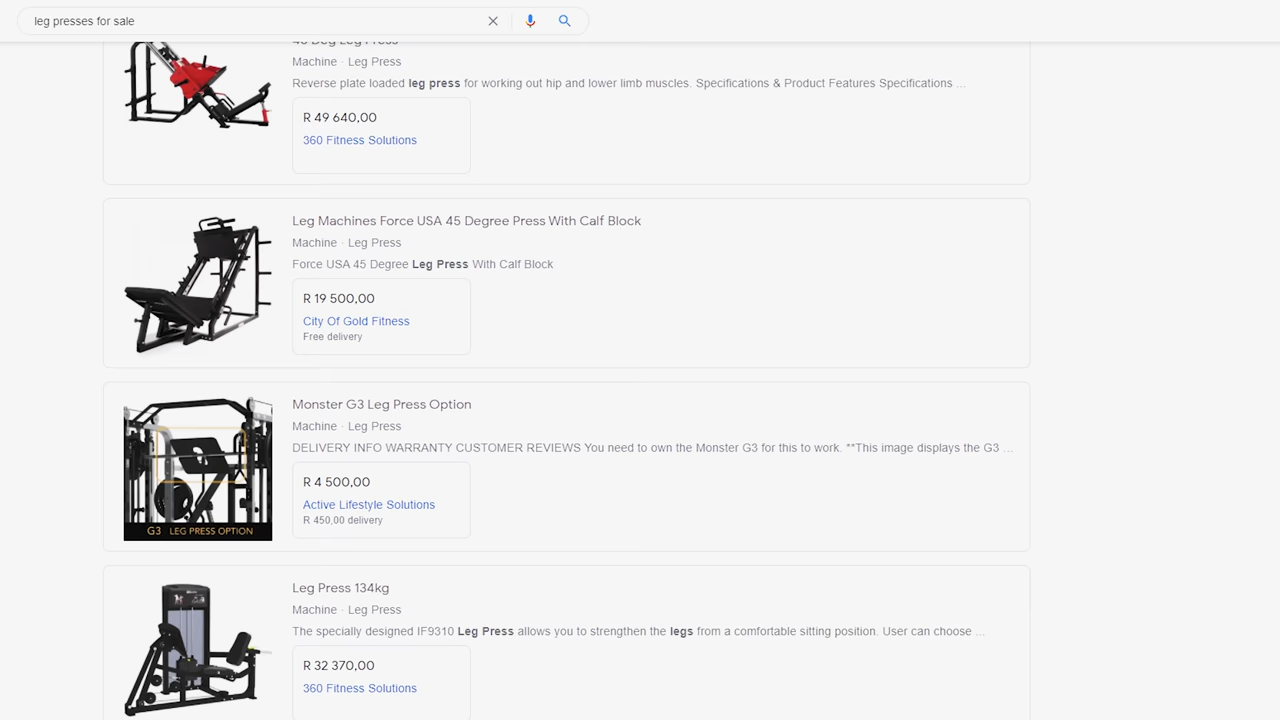 leg presses for sale
Machine · Leg Press
Reverse plate loaded leg press for working out hip and lower limb muscles. Specifications & Product Features Specifications ...
R 49 640,00
360 Fitness Solutions
Leg Machines Force USA 45 Degree Press With Calf Block
Machine · Leg Press
Force USA 45 Degree Leg Press With Calf Block
R 19 500,00
City Of Gold Fitness
Free delivery
Monster G3 Leg Press Option
Machine · Leg Press
DELIVERY INFO WARRANTY CUSTOMER REVIEWS You need to own the Monster G3 for this to work. **This image displays the G3 ...
R 4 500,00
Active Lifestyle Solutions
R 450,00 delivery
G3 LEG PRESS OPTION
Leg Press 134kg
Machine · Leg Press
The specially designed IF9310 Leg Press allows you to strengthen the legs from a comfortable sitting position. User can choose ...
R 32 370,00
360 Fitness Solutions